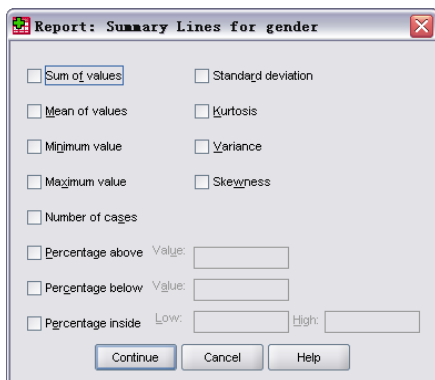 Report: Summary Lines for gender
Sum of values
Standard deviation
Mean of values
Kurtosis
Minimum value
Variance
Maximum value
Skewness
Number of cases
Percentage above Value:
Percentage below Value:
Percentage inside Low: High:
Continue Cancel Help